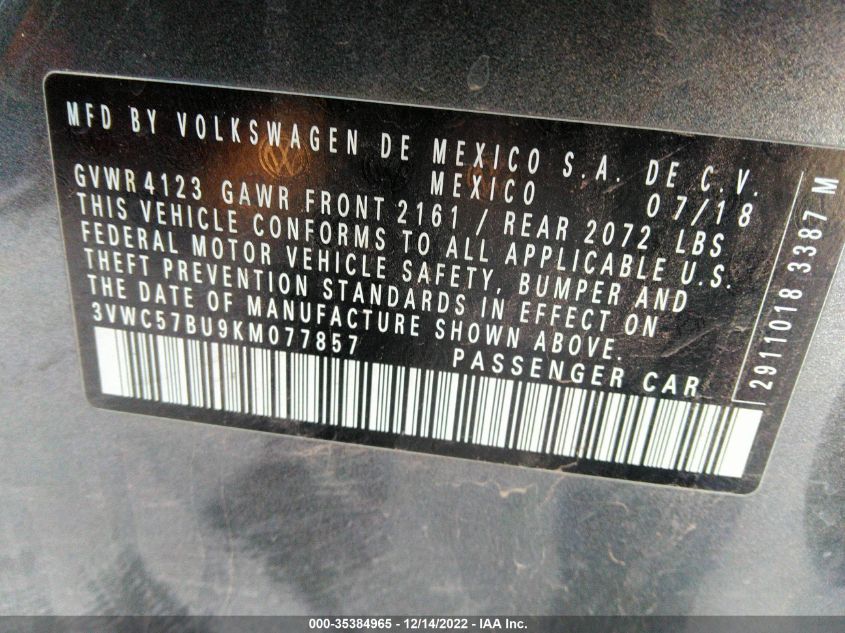 MFD BY VOLKSWAGEN DE MEXICO S.A. DE C.V.
MEXICO
07/18
GVWR 4123 GAWR FRONT 2161 / REAR 2072 LBS
THIS VEHICLE CONFORMS TO ALL APPLICABLE U.S.
FEDERAL MOTOR VEHICLE SAFETY, BUMPER AND
THEFT PREVENTION STANDARDS IN EFFECT ON
THE DATE OF MANUFACTURE SHOWN ABOVE.
3VWC57BU9KM077857
PASSENGER CAR
2911018 3387 M
000-35384965 - 12/14/2022 - IAA Inc.